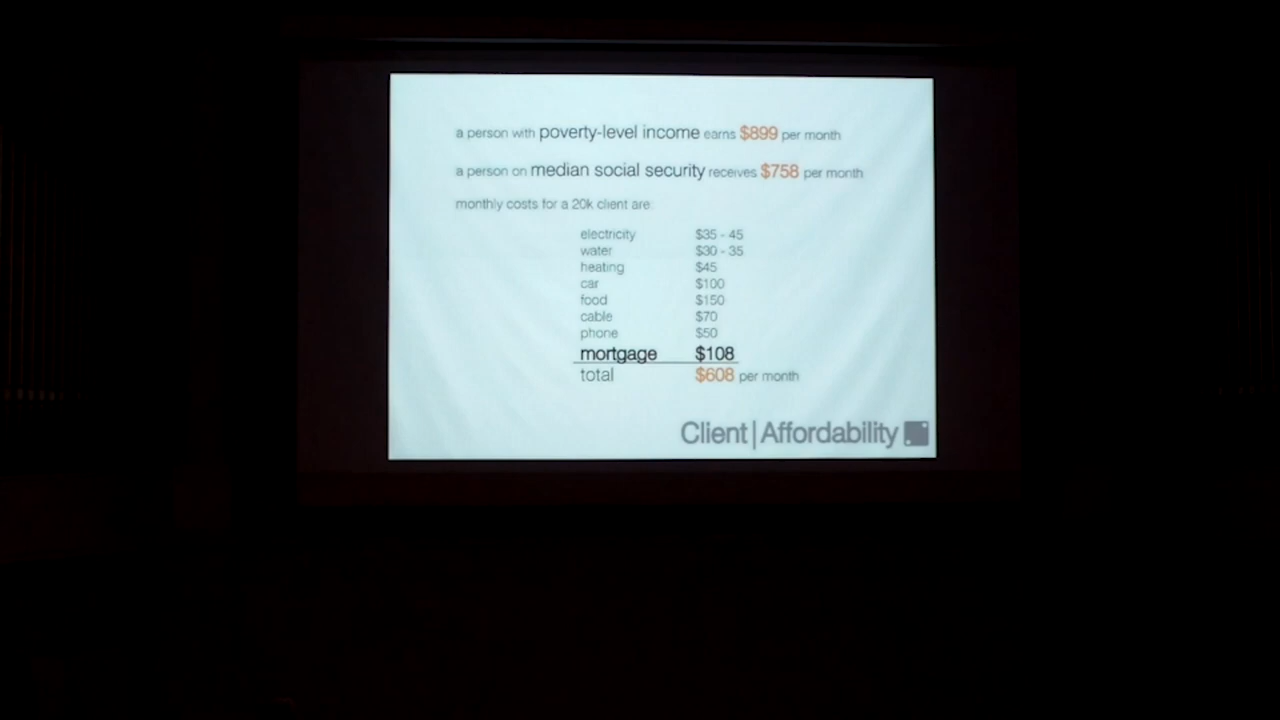 a person with poverty-level income earns $899 per month
a person on median social security receives $758 per month
monthly costs for a 20k client are:
electricity $35 - 45
water $30 - 35
heating $45
car $100
food $150
cable $70
phone $50
mortgage $108
total $608 per month
Client|Affordability